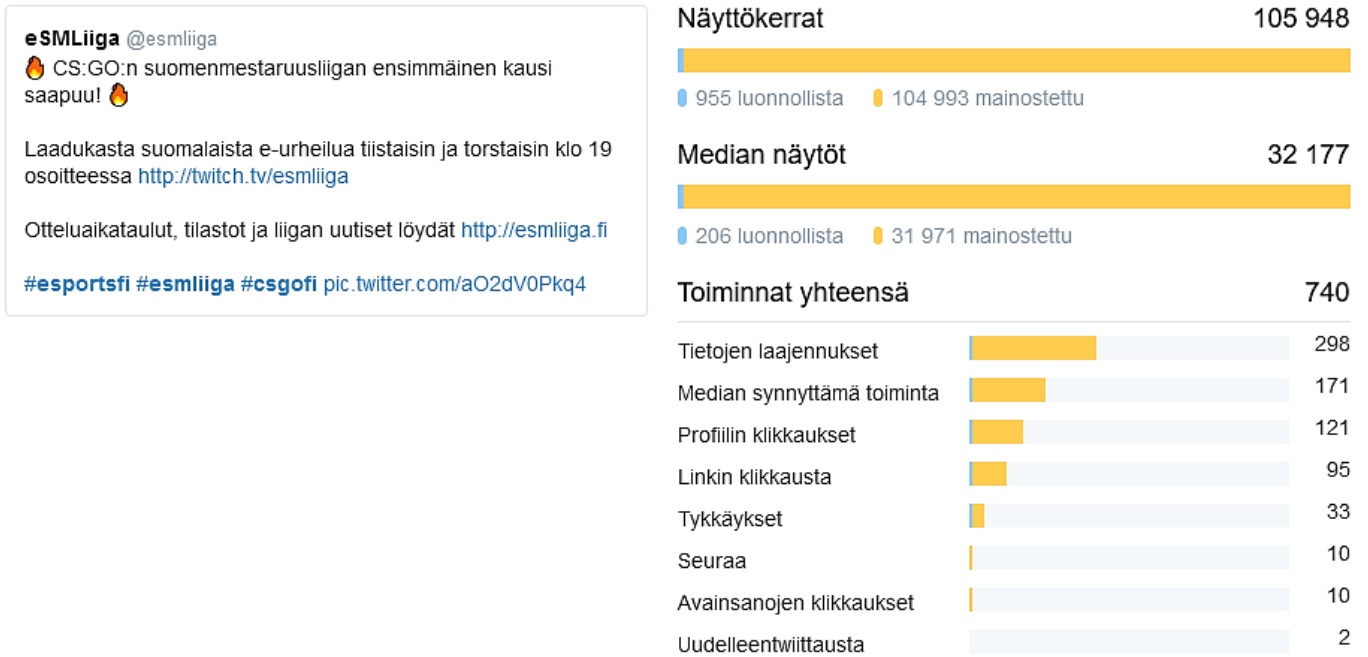 eSMLiiga @esmliiga
🔥 CS:GO:n suomenmestaruusliigan ensimmäinen kausi
saapuu! 🔥
Laadukasta suomalaista e-urheilua tiistaisin ja torstaisin klo 19
osoitteessa http://twitch.tv/esmliiga
Otteluaikataulut, tilastot ja liigan uutiset löydät http://esmliiga.fi
#esportsfi #esmliiga #csgofi pic.twitter.com/aO2dV0Pkq4
Näyttökerrat 105 948
955 luonnollista 104 993 mainostettu
Median näytöt 32 177
206 luonnollista 31 971 mainostettu
Toiminnat yhteensä 740
Tietojen laajennukset 298
Median synnyttämä toiminta 171
Profiilin klikkaukset 121
Linkin klikkausta 95
Tykkäykset 33
Seuraa 10
Avainsanojen klikkaukset 10
Uudelleentwiittausta 2